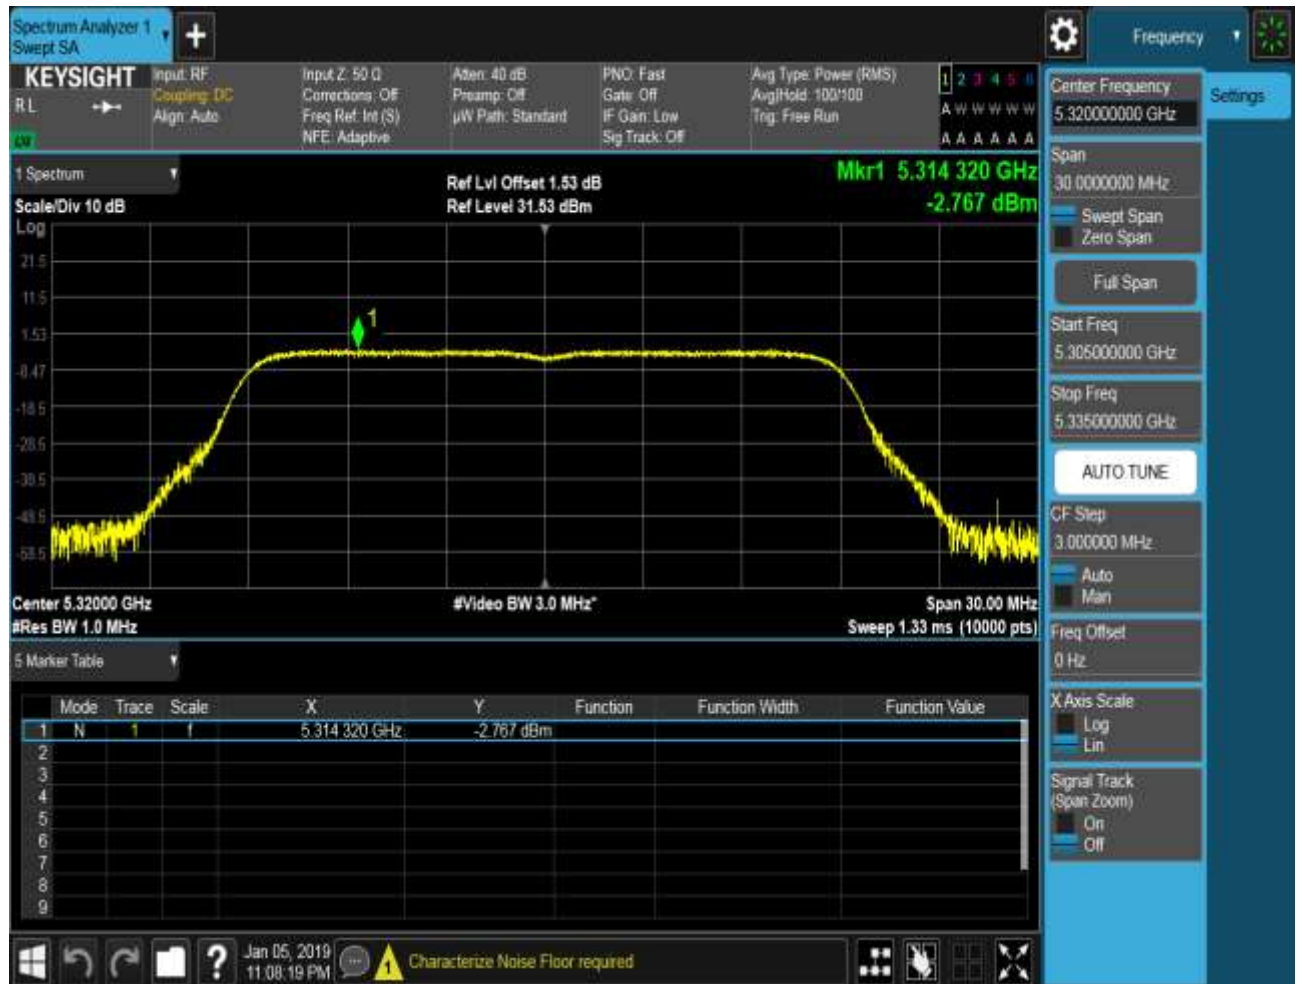 Spectrum Analyzer 1
Swept SA
Frequency
KEYSIGHT
R L
Input: RF
Coupling: DC
Align: Auto
Input Z: 50 Ω
Corrections: Off
Freq Ref: Int (S)
NFE: Adaptive
Atten: 40 dB
Preamp: Off
µW Path: Standard
PNO: Fast
Gate: Off
IF Gain: Low
Sig Track: Off
Avg Type: Power (RMS)
Avg|Hold: 100/100
Trig: Free Run
1 2 3 4 5 6
A W W W W W
A A A A A A
1 Spectrum
Scale/Div 10 dB
Log
Ref Lvl Offset 1.53 dB
Ref Level 31.53 dBm
Mkr1 5.314 320 GHz
-2.767 dBm
21.5
11.5
1.53
-8.47
-18.5
-28.5
-38.5
-48.5
-58.5
1
Center 5.32000 GHz
#Res BW 1.0 MHz
#Video BW 3.0 MHz*
Span 30.00 MHz
Sweep 1.33 ms (10000 pts)
5 Marker Table
Mode Trace Scale X Y Function Function Width Function Value
1 N 1 f 5.314 320 GHz -2.767 dBm
2
3
4
5
6
7
8
9
Jan 05, 2019
11:08:19 PM
Characterize Noise Floor required
Center Frequency
5.320000000 GHz
Settings
Span
30.0000000 MHz
Swept Span
Zero Span
Full Span
Start Freq
5.305000000 GHz
Stop Freq
5.335000000 GHz
AUTO TUNE
CF Step
3.000000 MHz
Auto
Man
Freq Offset
0 Hz
X Axis Scale
Log
Lin
Signal Track
(Span Zoom)
On
Off